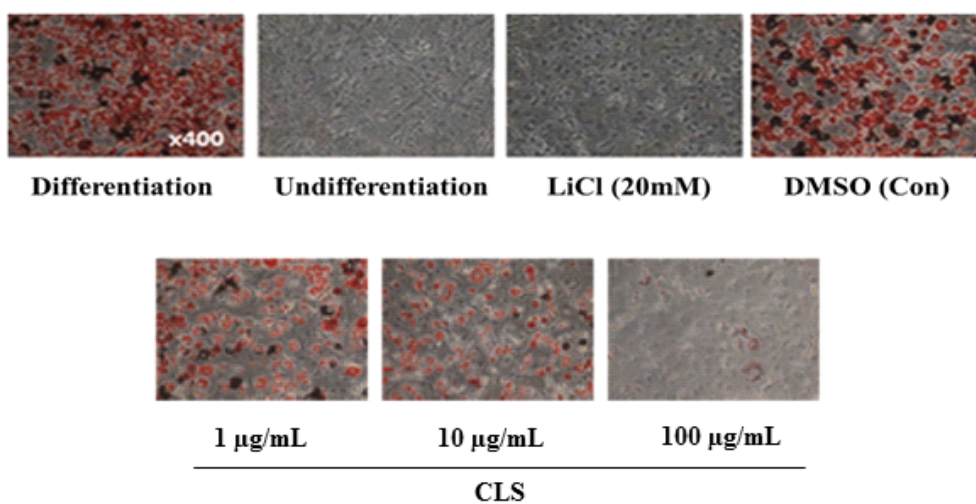 x400
Differentiation
Undifferentiation
LiCl (20mM)
DMSO (Con)
1 µg/mL
10 µg/mL
100 µg/mL
CLS